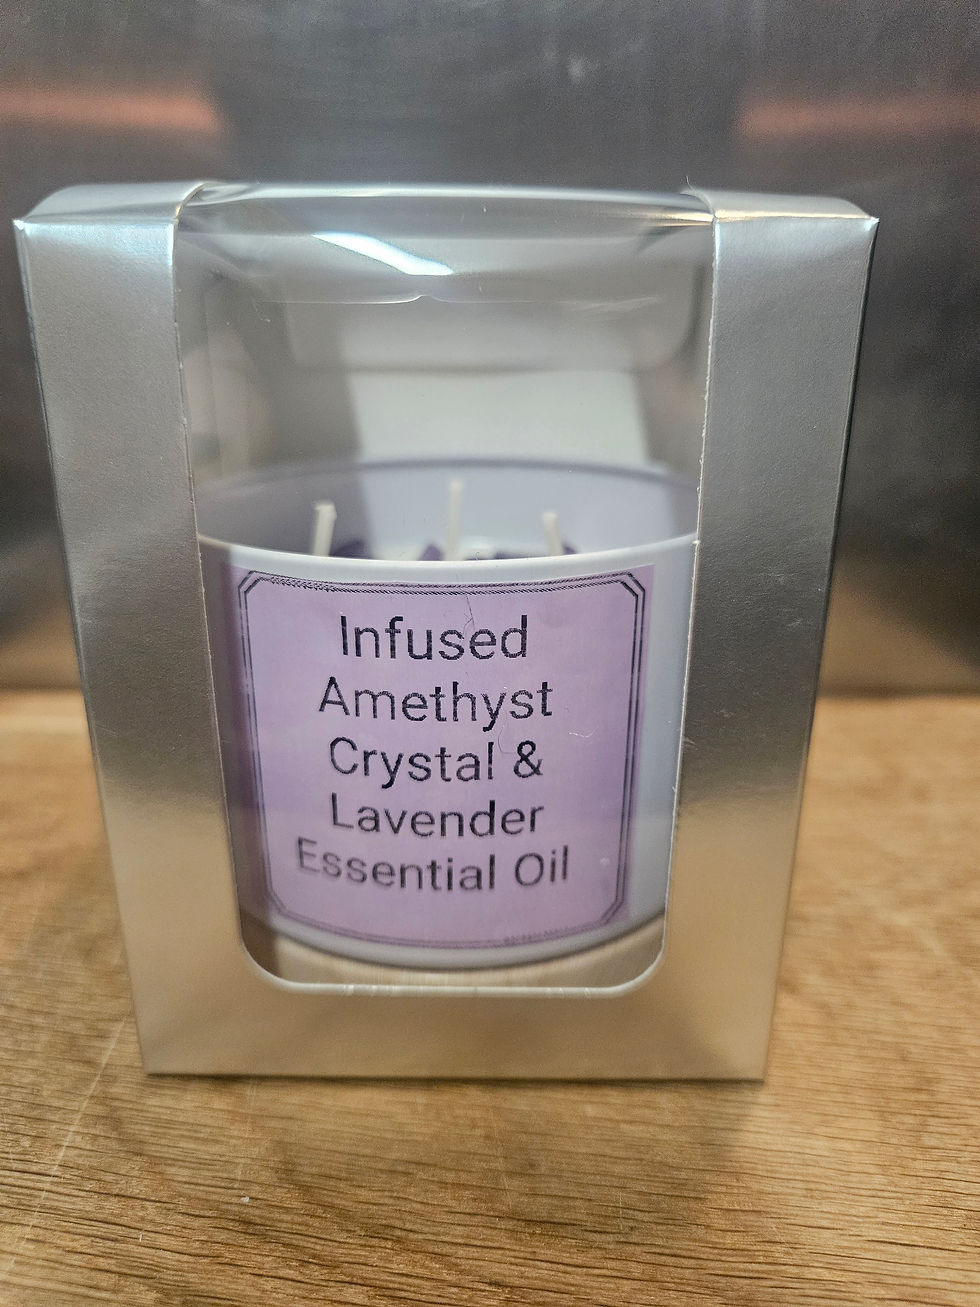 Infused
Amethyst
Crystal &
Lavender
Essential Oil